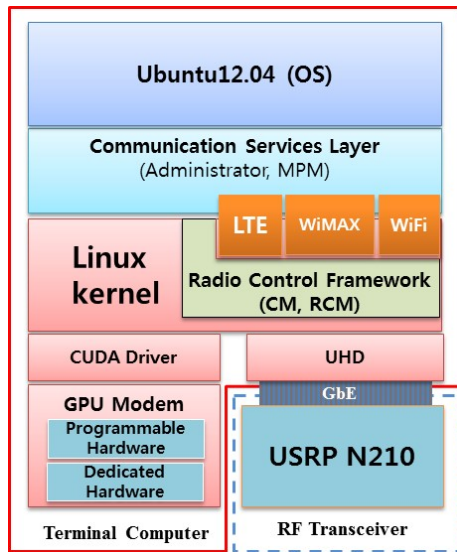 Ubuntu12.04 (OS)
Communication Services Layer
(Administrator, MPM)
LTE
WiMAX
WiFi
Linux
kernel
Radio Control Framework
(CM, RCM)
CUDA Driver
UHD
GPU Modem
Programmable
Hardware
Dedicated
Hardware
GbE
USRP N210
Terminal Computer
RF Transceiver